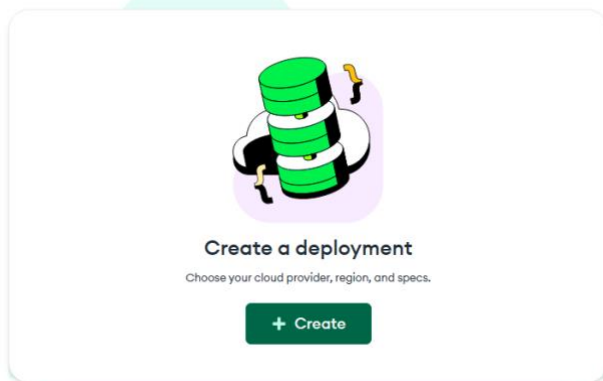 Create a deployment
Choose your cloud provider, region, and specs.
+ Create